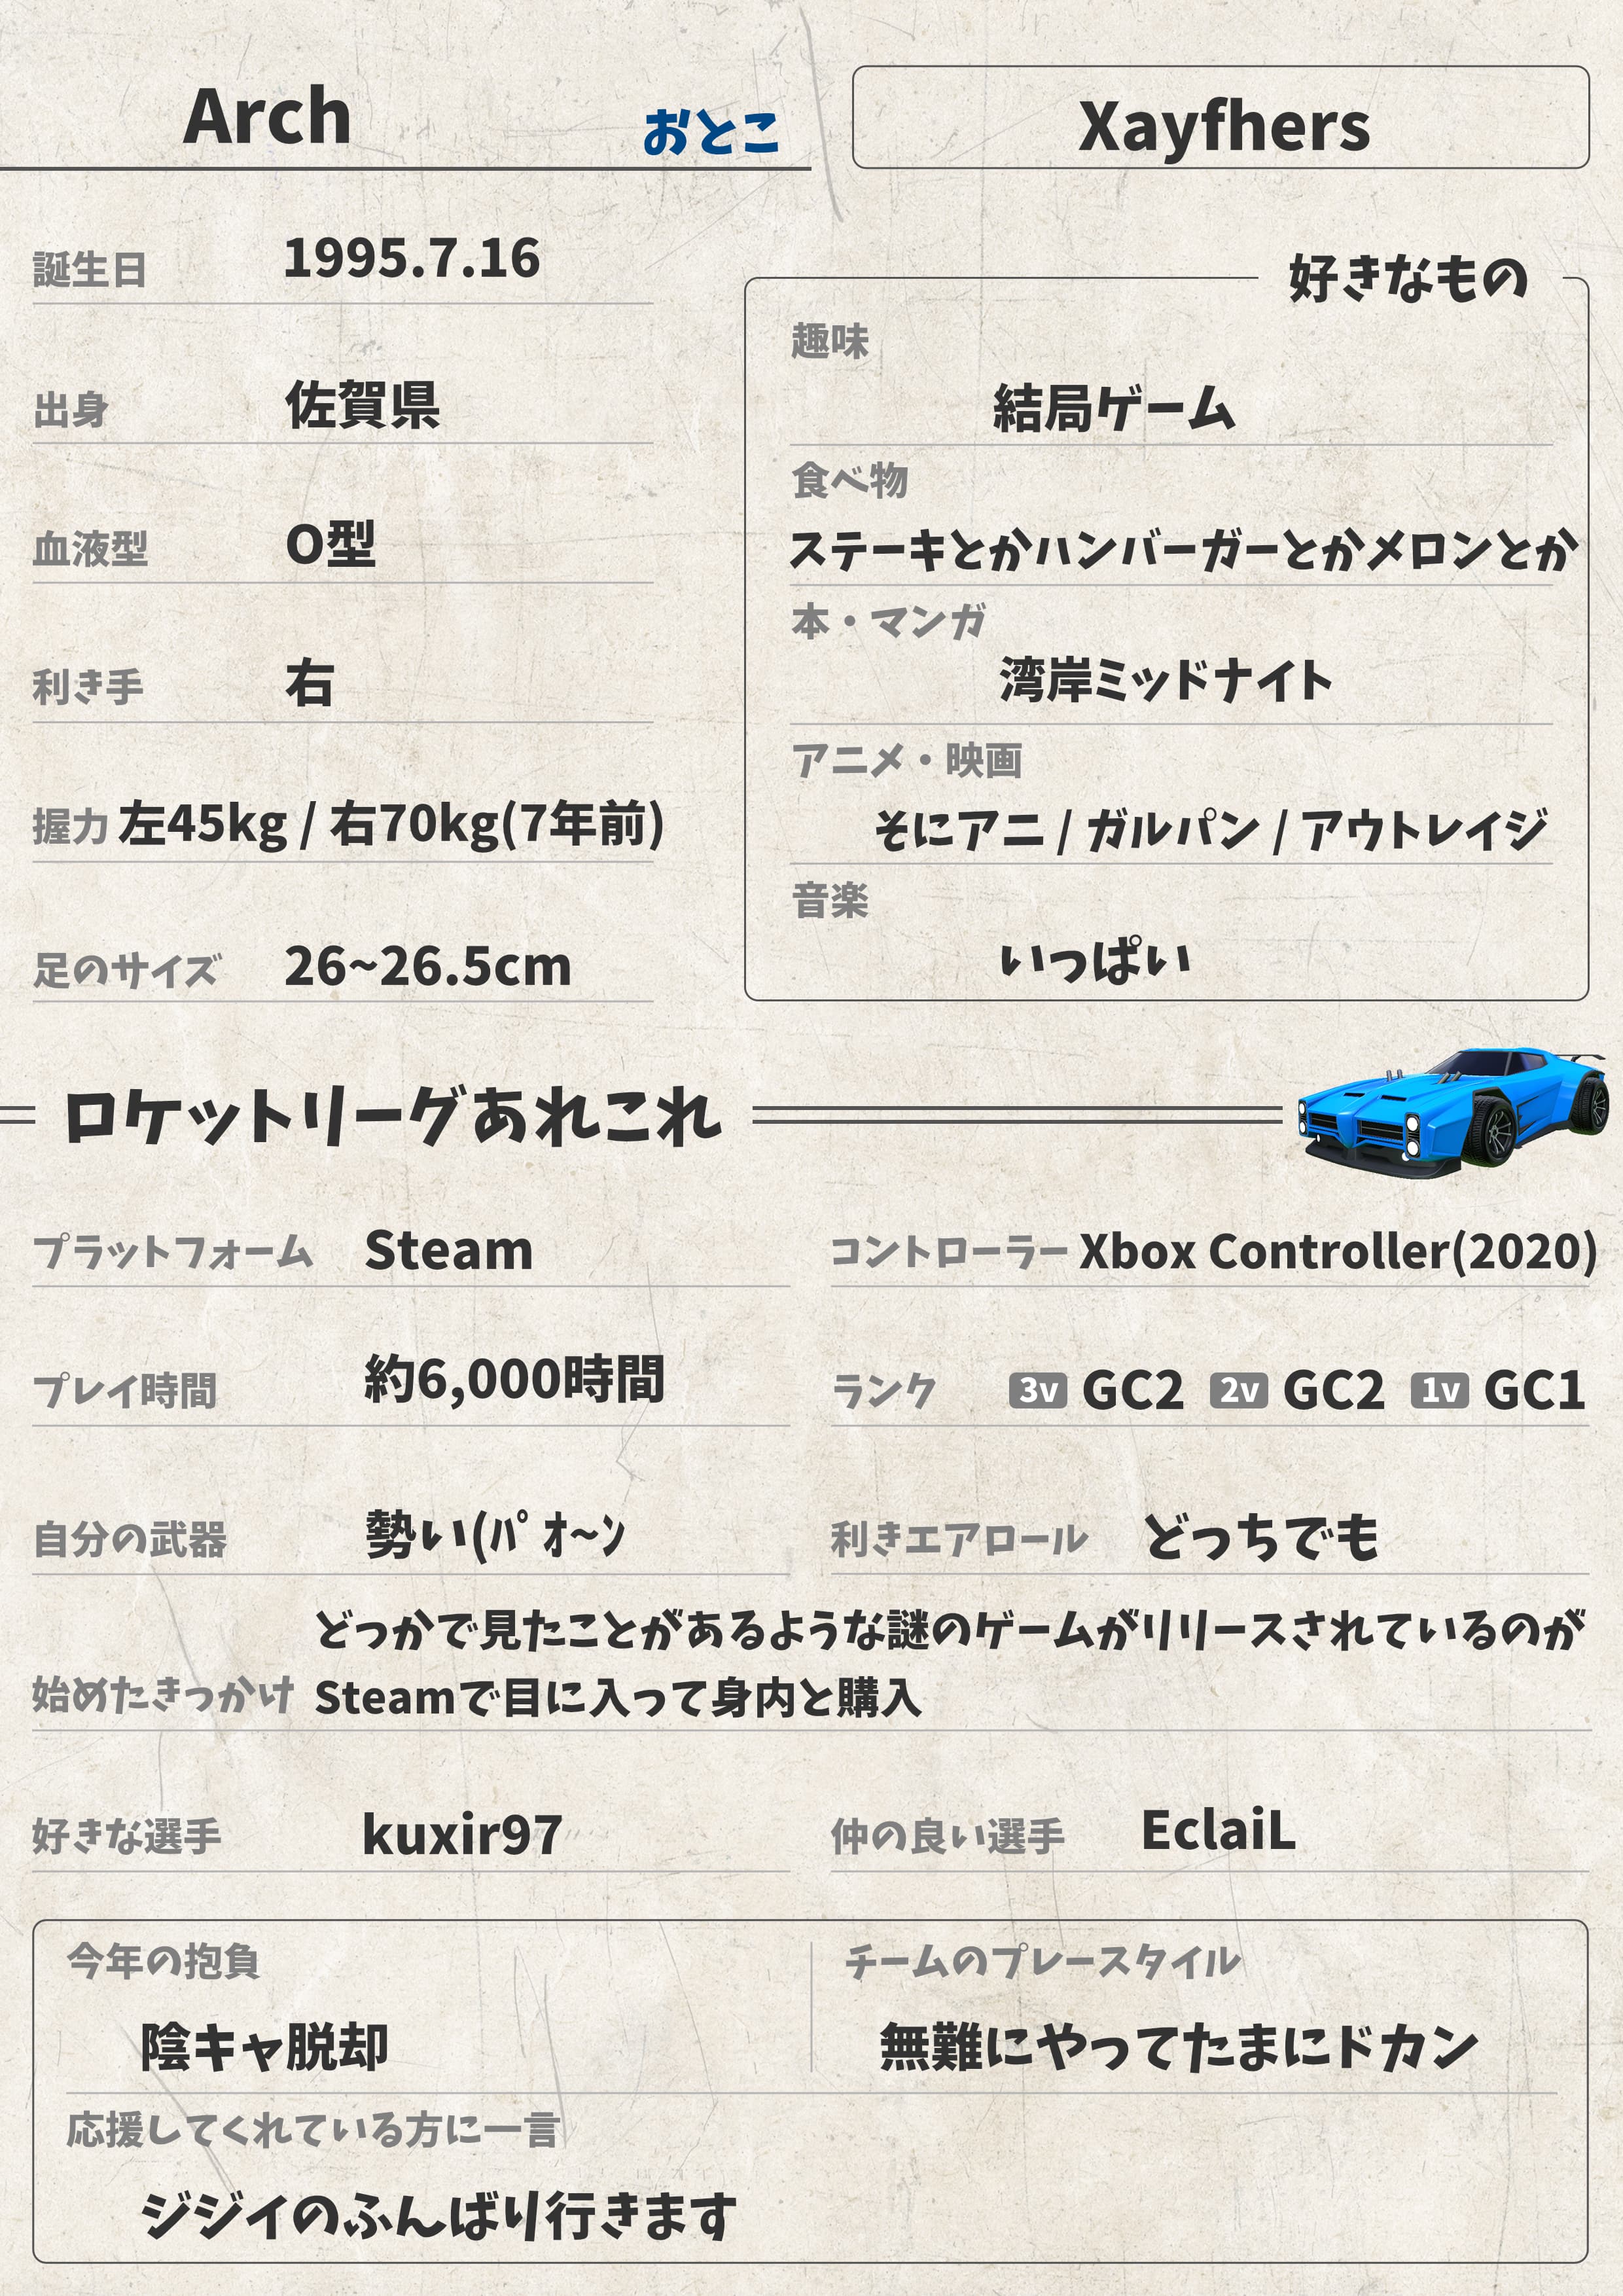 Arch
おとこ
Xayfhers
誕生日 1995.7.16
出身 佐賀県
血液型 O型
利き手 右
握力 左45kg / 右70kg(7年前)
足のサイズ 26~26.5cm
好きなもの
趣味
結局ゲーム
食べ物
ステーキとかハンバーガーとかメロンとか
本・マンガ
湾岸ミッドナイト
アニメ・映画
そにアニ / ガルパン / アウトレイジ
音楽
いっぱい
ロケットリーグあれこれ
プラットフォーム Steam
コントローラー Xbox Controller(2020)
プレイ時間 約6,000時間
ランク 3v GC2 2v GC2 1v GC1
自分の武器 勢い(ﾊﾟｵ~ﾝ
利きエアロール どっちでも
始めたきっかけ
どっかで見たことがあるような謎のゲームがリリースされているのが
Steamで目に入って身内と購入
好きな選手 kuxir97
仲の良い選手 EclaiL
今年の抱負
陰キャ脱却
チームのプレースタイル
無難にやってたまにドカン
応援してくれている方に一言
ジジイのふんばり行きます